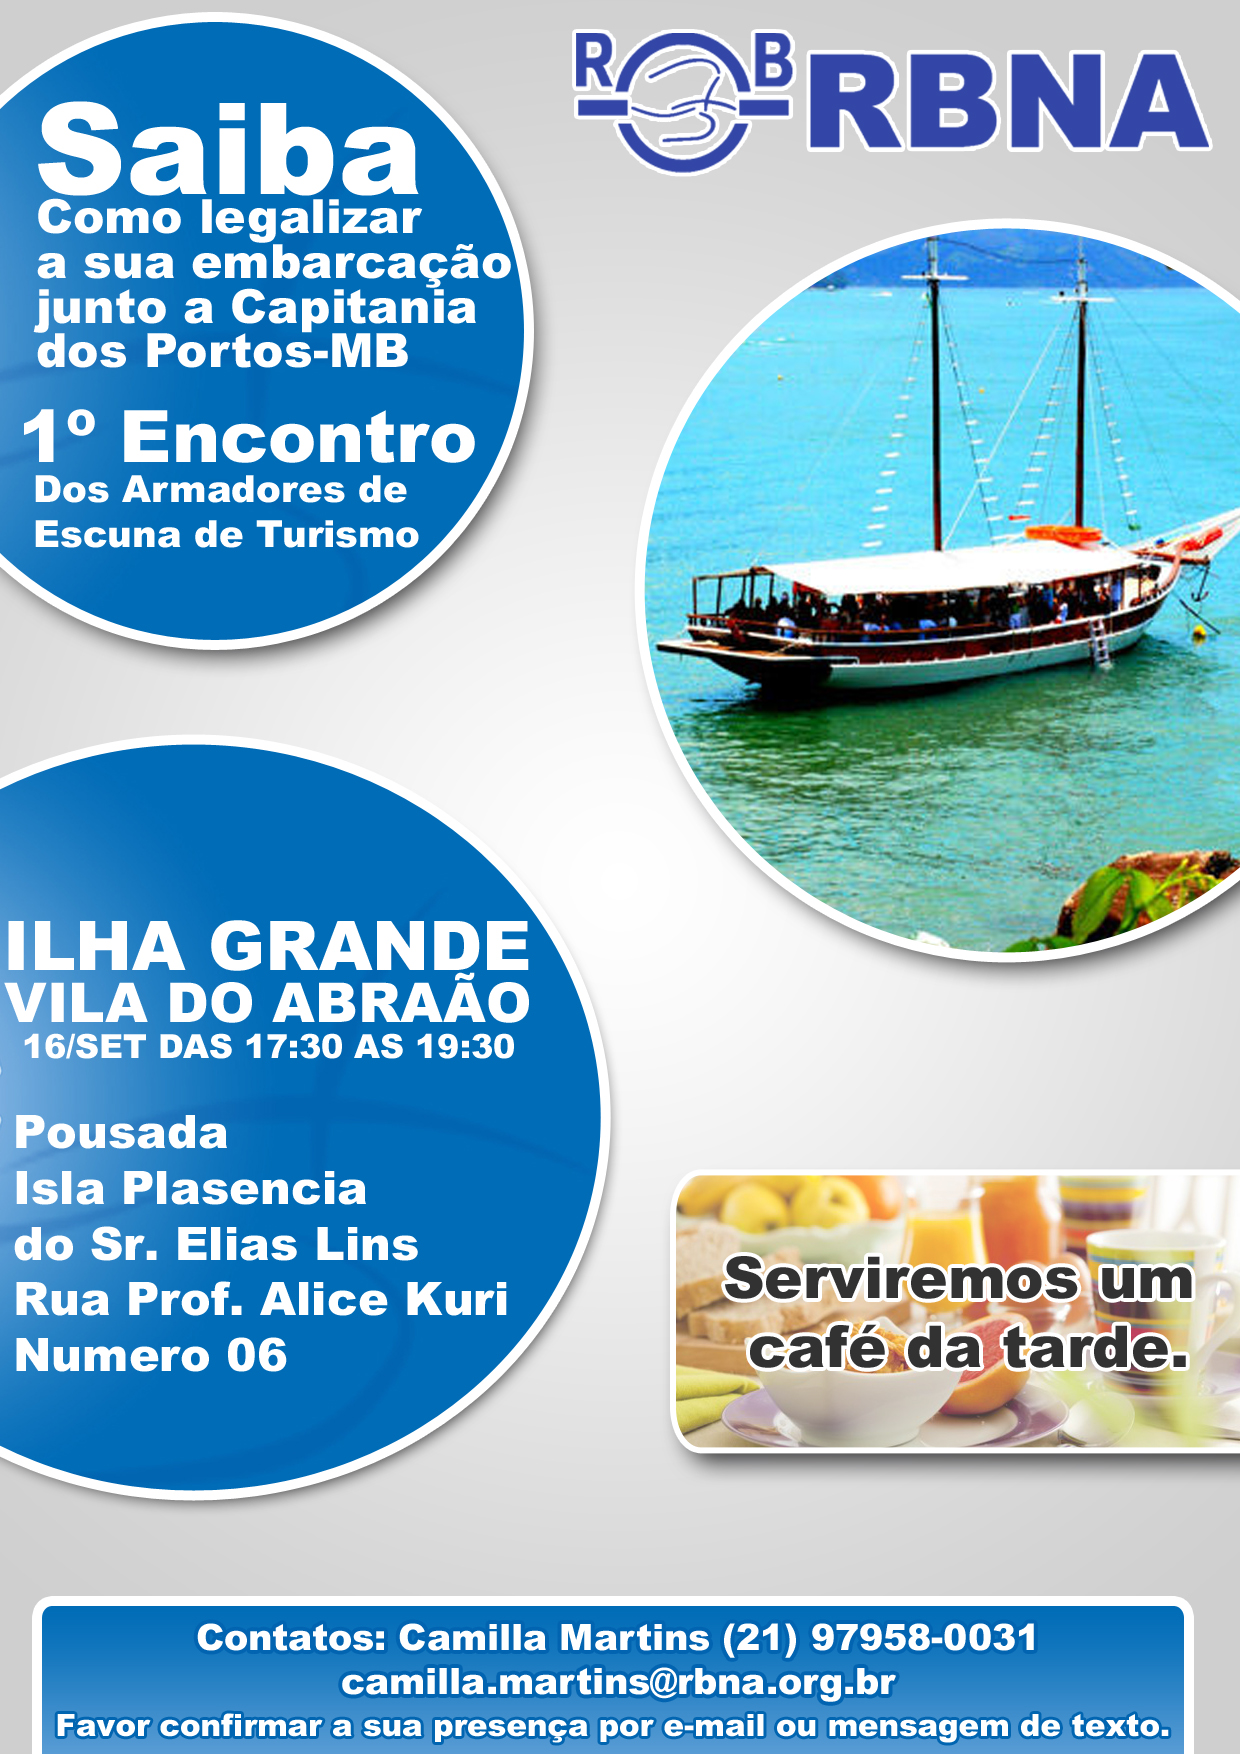 R B RBNA
Saiba
Como legalizar
a sua embarcação
junto a Capitania
dos Portos-MB
1º Encontro
Dos Armadores de
Escuna de Turismo
ILHA GRANDE
VILA DO ABRAÃO
16/SET DAS 17:30 AS 19:30
Pousada
Isla Plasencia
do Sr. Elias Lins
Rua Prof. Alice Kuri
Numero 06
Serviremos um
café da tarde.
Contatos: Camilla Martins (21) 97958-0031
camilla.martins@rbna.org.br
Favor confirmar a sua presença por e-mail ou mensagem de texto.